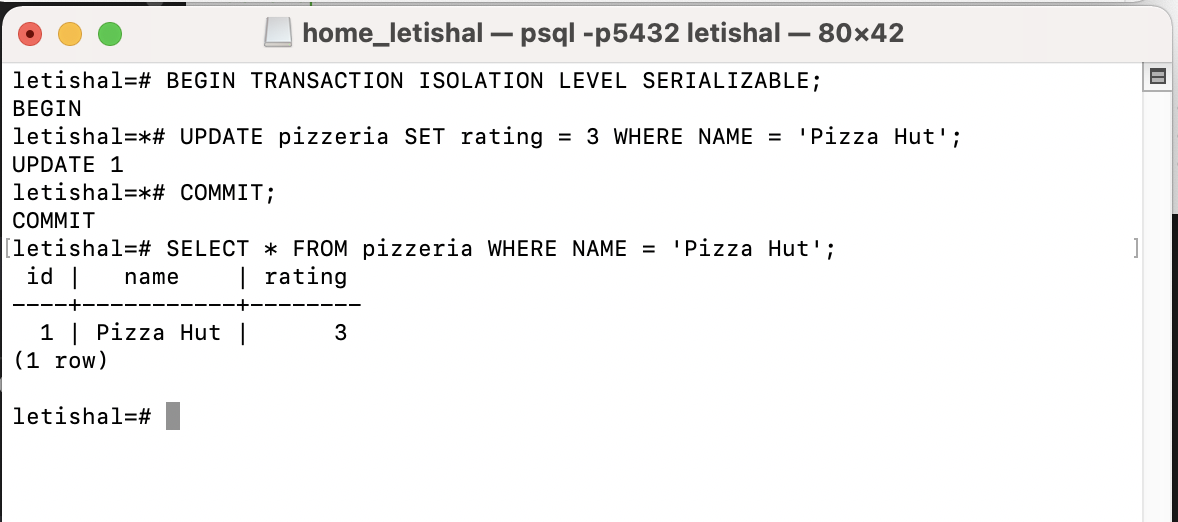 home_letishal — psql -p5432 letishal — 80×42
letishal=# BEGIN TRANSACTION ISOLATION LEVEL SERIALIZABLE;
BEGIN
letishal=*# UPDATE pizzeria SET rating = 3 WHERE NAME = 'Pizza Hut';
UPDATE 1
letishal=*# COMMIT;
COMMIT
[letishal=# SELECT * FROM pizzeria WHERE NAME = 'Pizza Hut'; ]
 id |   name    | rating
----+-----------+--------
  1 | Pizza Hut |      3
(1 row)
letishal=#